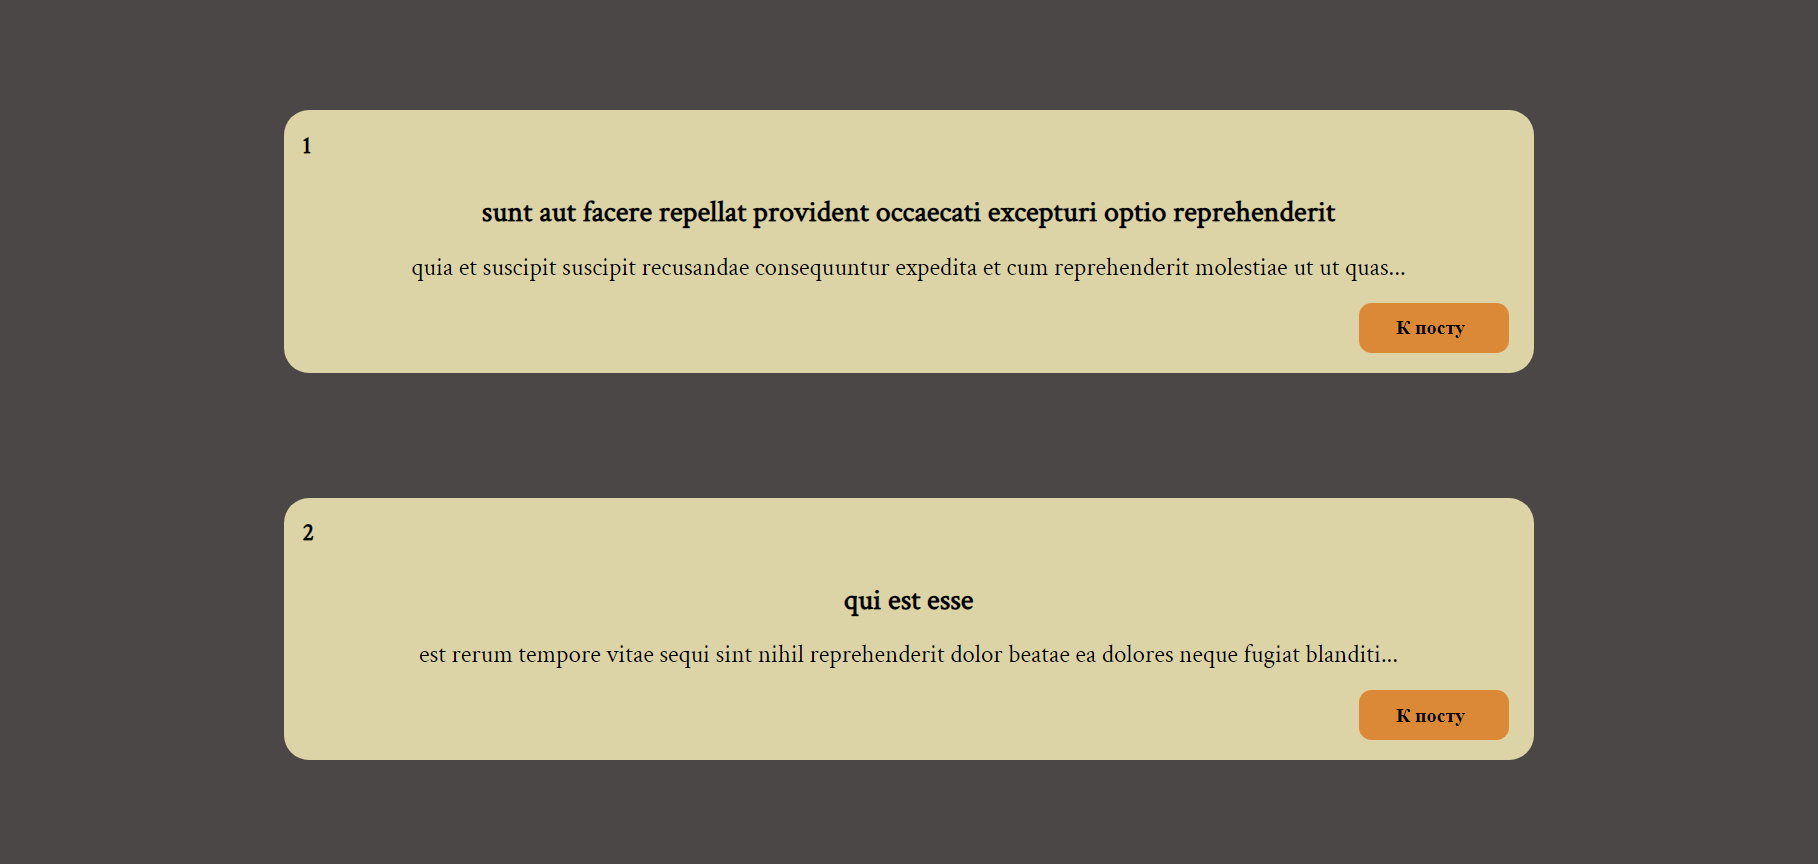 1
sunt aut facere repellat provident occaecati excepturi optio reprehenderit
quia et suscipit suscipit recusandae consequuntur expedita et cum reprehenderit molestiae ut ut quas...
К посту
2
qui est esse
est rerum tempore vitae sequi sint nihil reprehenderit dolor beatae ea dolores neque fugiat blanditi...
К посту